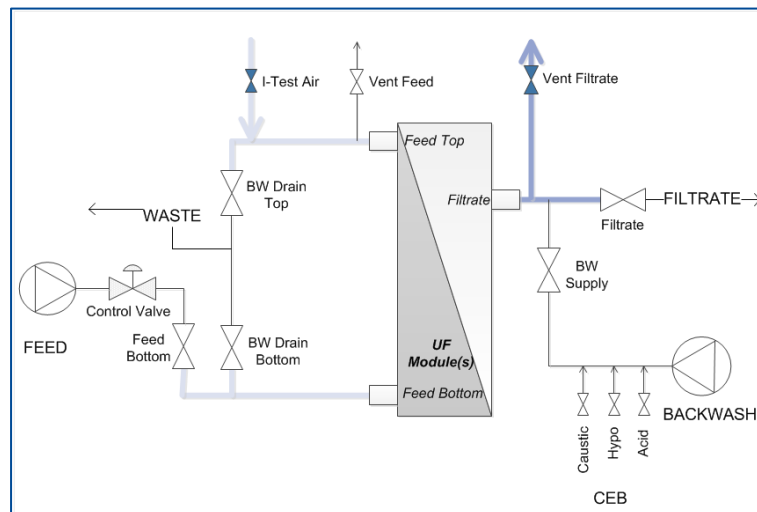 I-Test Air
Vent Feed
Vent Filtrate
Feed Top
BW Drain
Top
WASTE
Filtrate
FILTRATE
Filtrate
BW
Supply
Control Valve
FEED
Feed
Bottom
BW Drain
Bottom
UF
Module(s)
Feed Bottom
BACKWASH
Caustic
Hypo
Acid
CEB